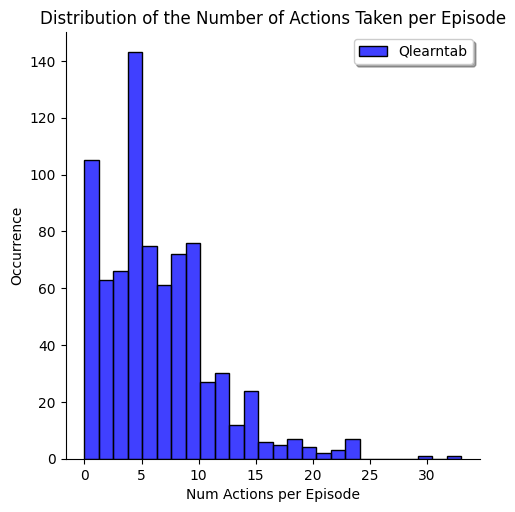 Distribution of the Number of Actions Taken per Episode
Qlearntab
140
120
100
80
60
40
20
0
Occurrence
0 5 10 15 20 25 30
Num Actions per Episode